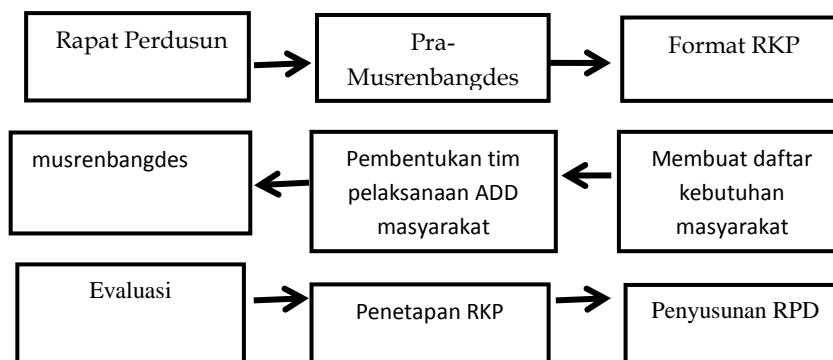 Rapat Perdusun
Pra-
Musrenbangdes
Format RKP
musrenbangdes
Pembentukan tim
pelaksanaan ADD
masyarakat
Membuat daftar
kebutuhan
masyarakat
Evaluasi
Penetapan RKP
Penyusunan RPD